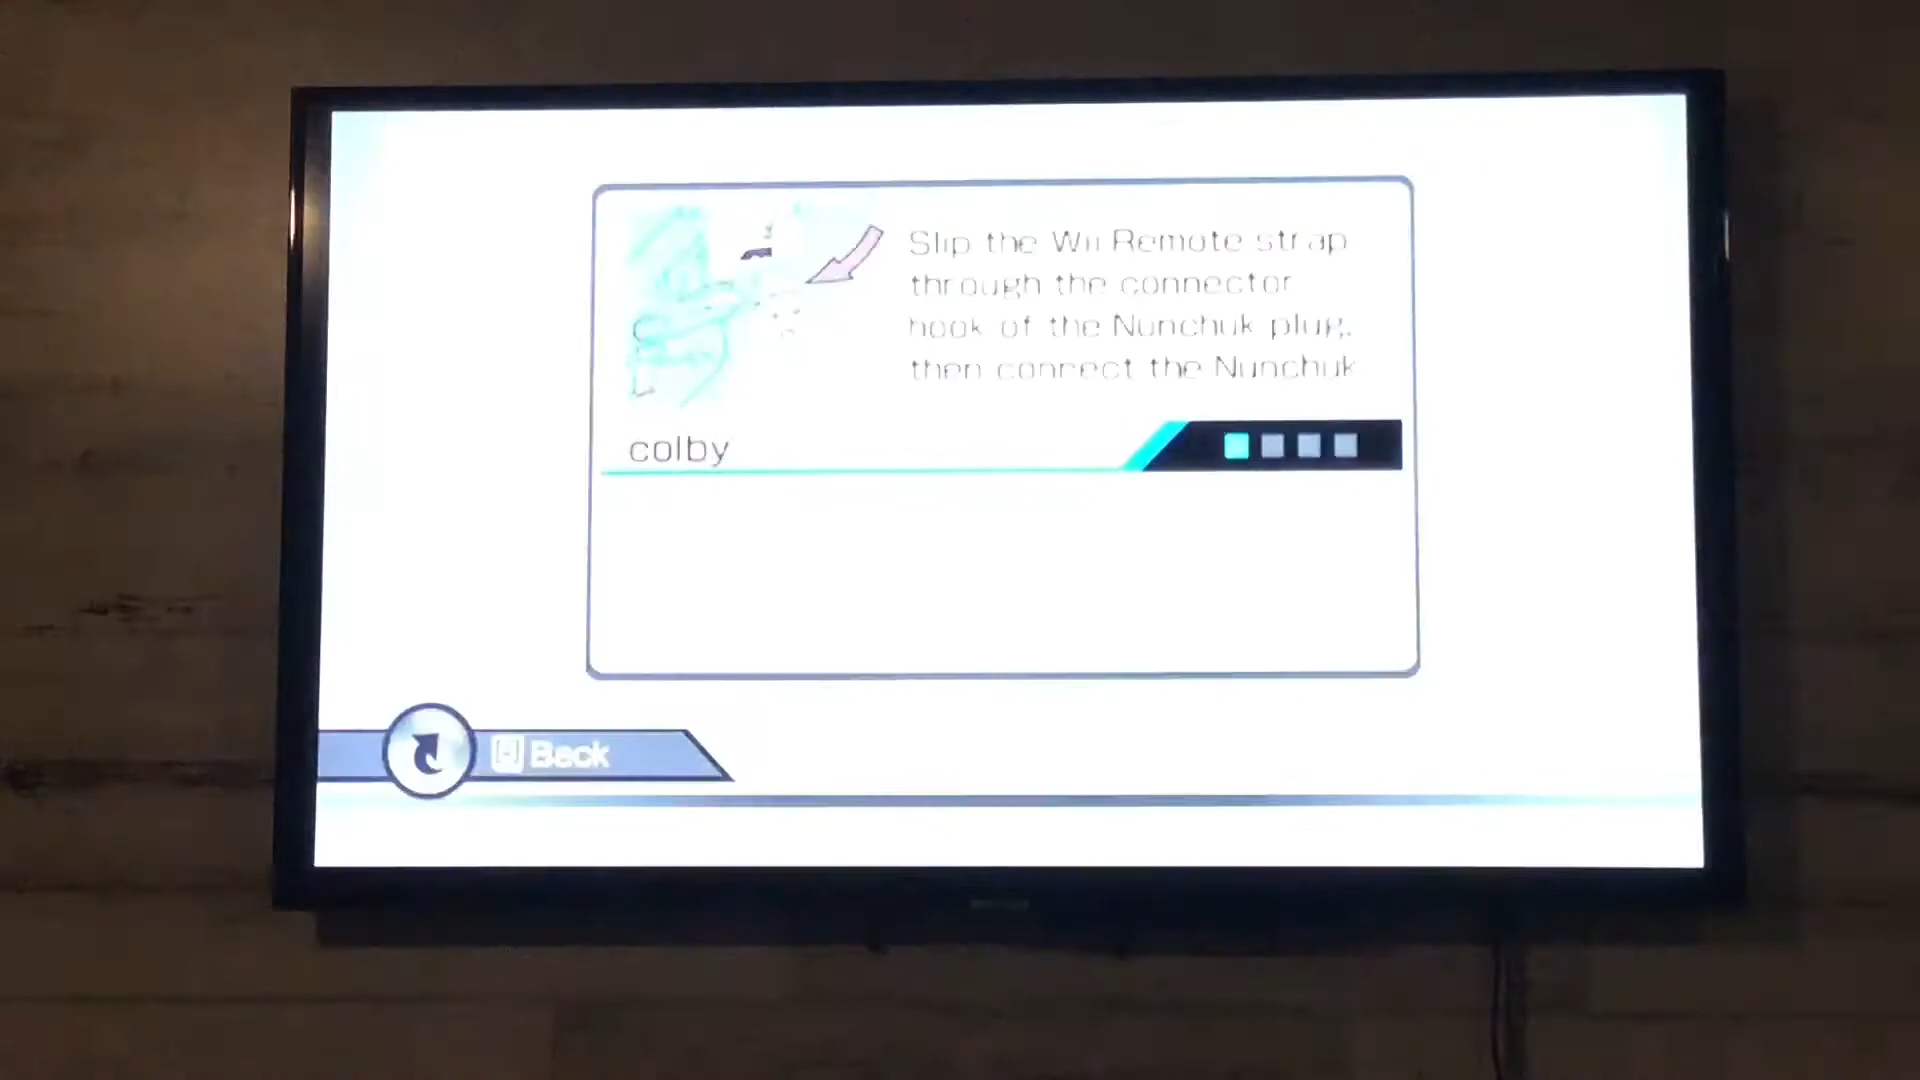 Slip the Wii Remote strap
through the connector
hook of the Nunchuk plug,
then connect the Nunchuk
colby
Back